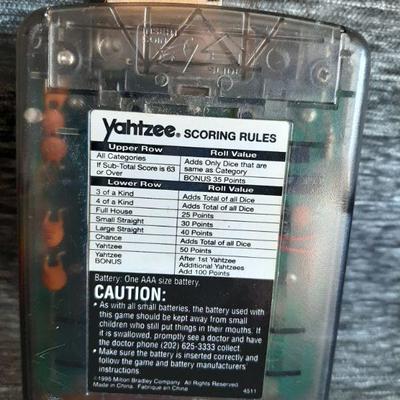 INSERT COIN SLIDE
Yahtzee® SCORING RULES
Upper Row Roll Value
All Categories Adds Only Dice that are same as Category
If Sub-Total Score is 63 or Over BONUS 35 Points
Lower Row Roll Value
3 of a Kind Adds Total of all Dice
4 of a Kind Adds Total of all Dice
Full House 25 Points
Small Straight 30 Points
Large Straight 40 Points
Chance Adds Total of all Dice
Yahtzee 50 Points
Yahtzee BONUS After 1st Yahtzee Additional Yahtzees Add 100 Points
Battery: One AAA size battery.
CAUTION:
• As with all small batteries, the battery used with
this game should be kept away from small
children who still put things in their mouths. If
it is swallowed, promptly see a doctor and have
the doctor phone (202) 625-3333 collect
• Make sure the battery is inserted correctly and
follow the game and battery manufacturers'
instructions
©1995 Milton Bradley Company. All Rights Reserved
Made in China. Fabriqué en Chine 4511